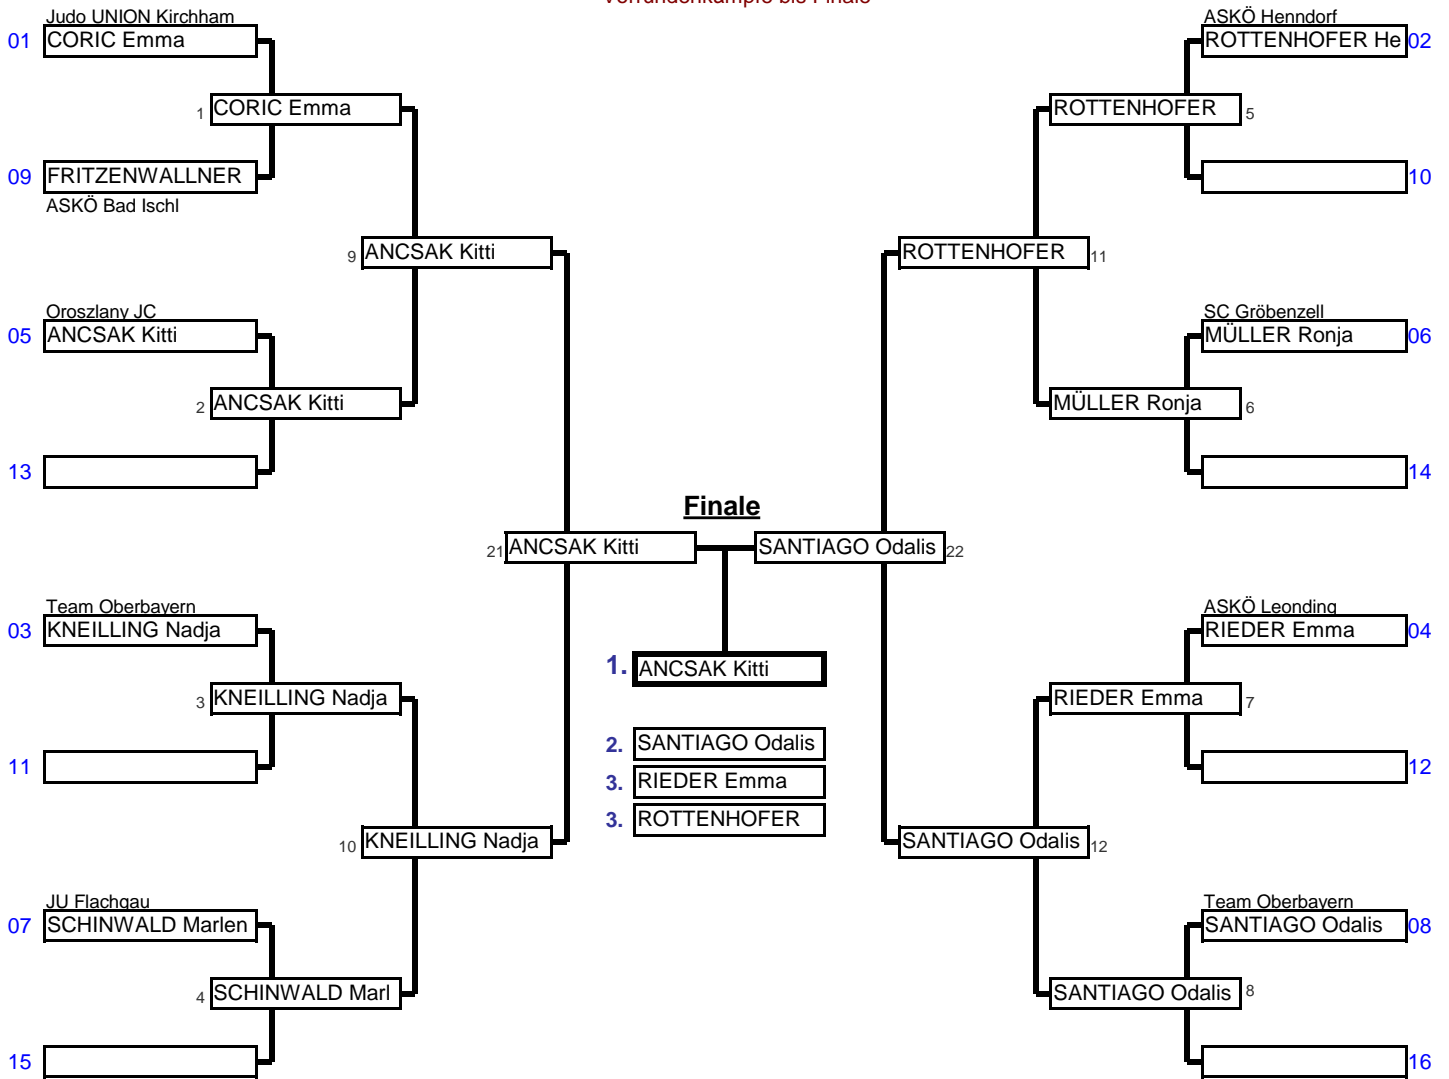 Vorrundenkämpfe bis Finale
Judo UNION Kirchham
01 CORIC Emma
1 CORIC Emma
09 FRITZENWALLNER
ASKÖ Bad Ischl
9 ANCSAK Kitti
Oroszlany JC
05 ANCSAK Kitti
2 ANCSAK Kitti
13
21 ANCSAK Kitti
Team Oberbayern
03 KNEILLING Nadja
3 KNEILLING Nadja
11
10 KNEILLING Nadja
JU Flachgau
07 SCHINWALD Marlen
4 SCHINWALD Marl
15
Finale
1. ANCSAK Kitti
2. SANTIAGO Odalis
3. RIEDER Emma
3. ROTTENHOFER
ASKÖ Henndorf
ROTTENHOFER He 02
ROTTENHOFER 5
10
ROTTENHOFER 11
SC Gröbenzell
MÜLLER Ronja 06
MÜLLER Ronja 6
14
SANTIAGO Odalis 22
ASKÖ Leonding
RIEDER Emma 04
RIEDER Emma 7
12
SANTIAGO Odalis 12
Team Oberbayern
SANTIAGO Odalis 08
SANTIAGO Odalis 8
16